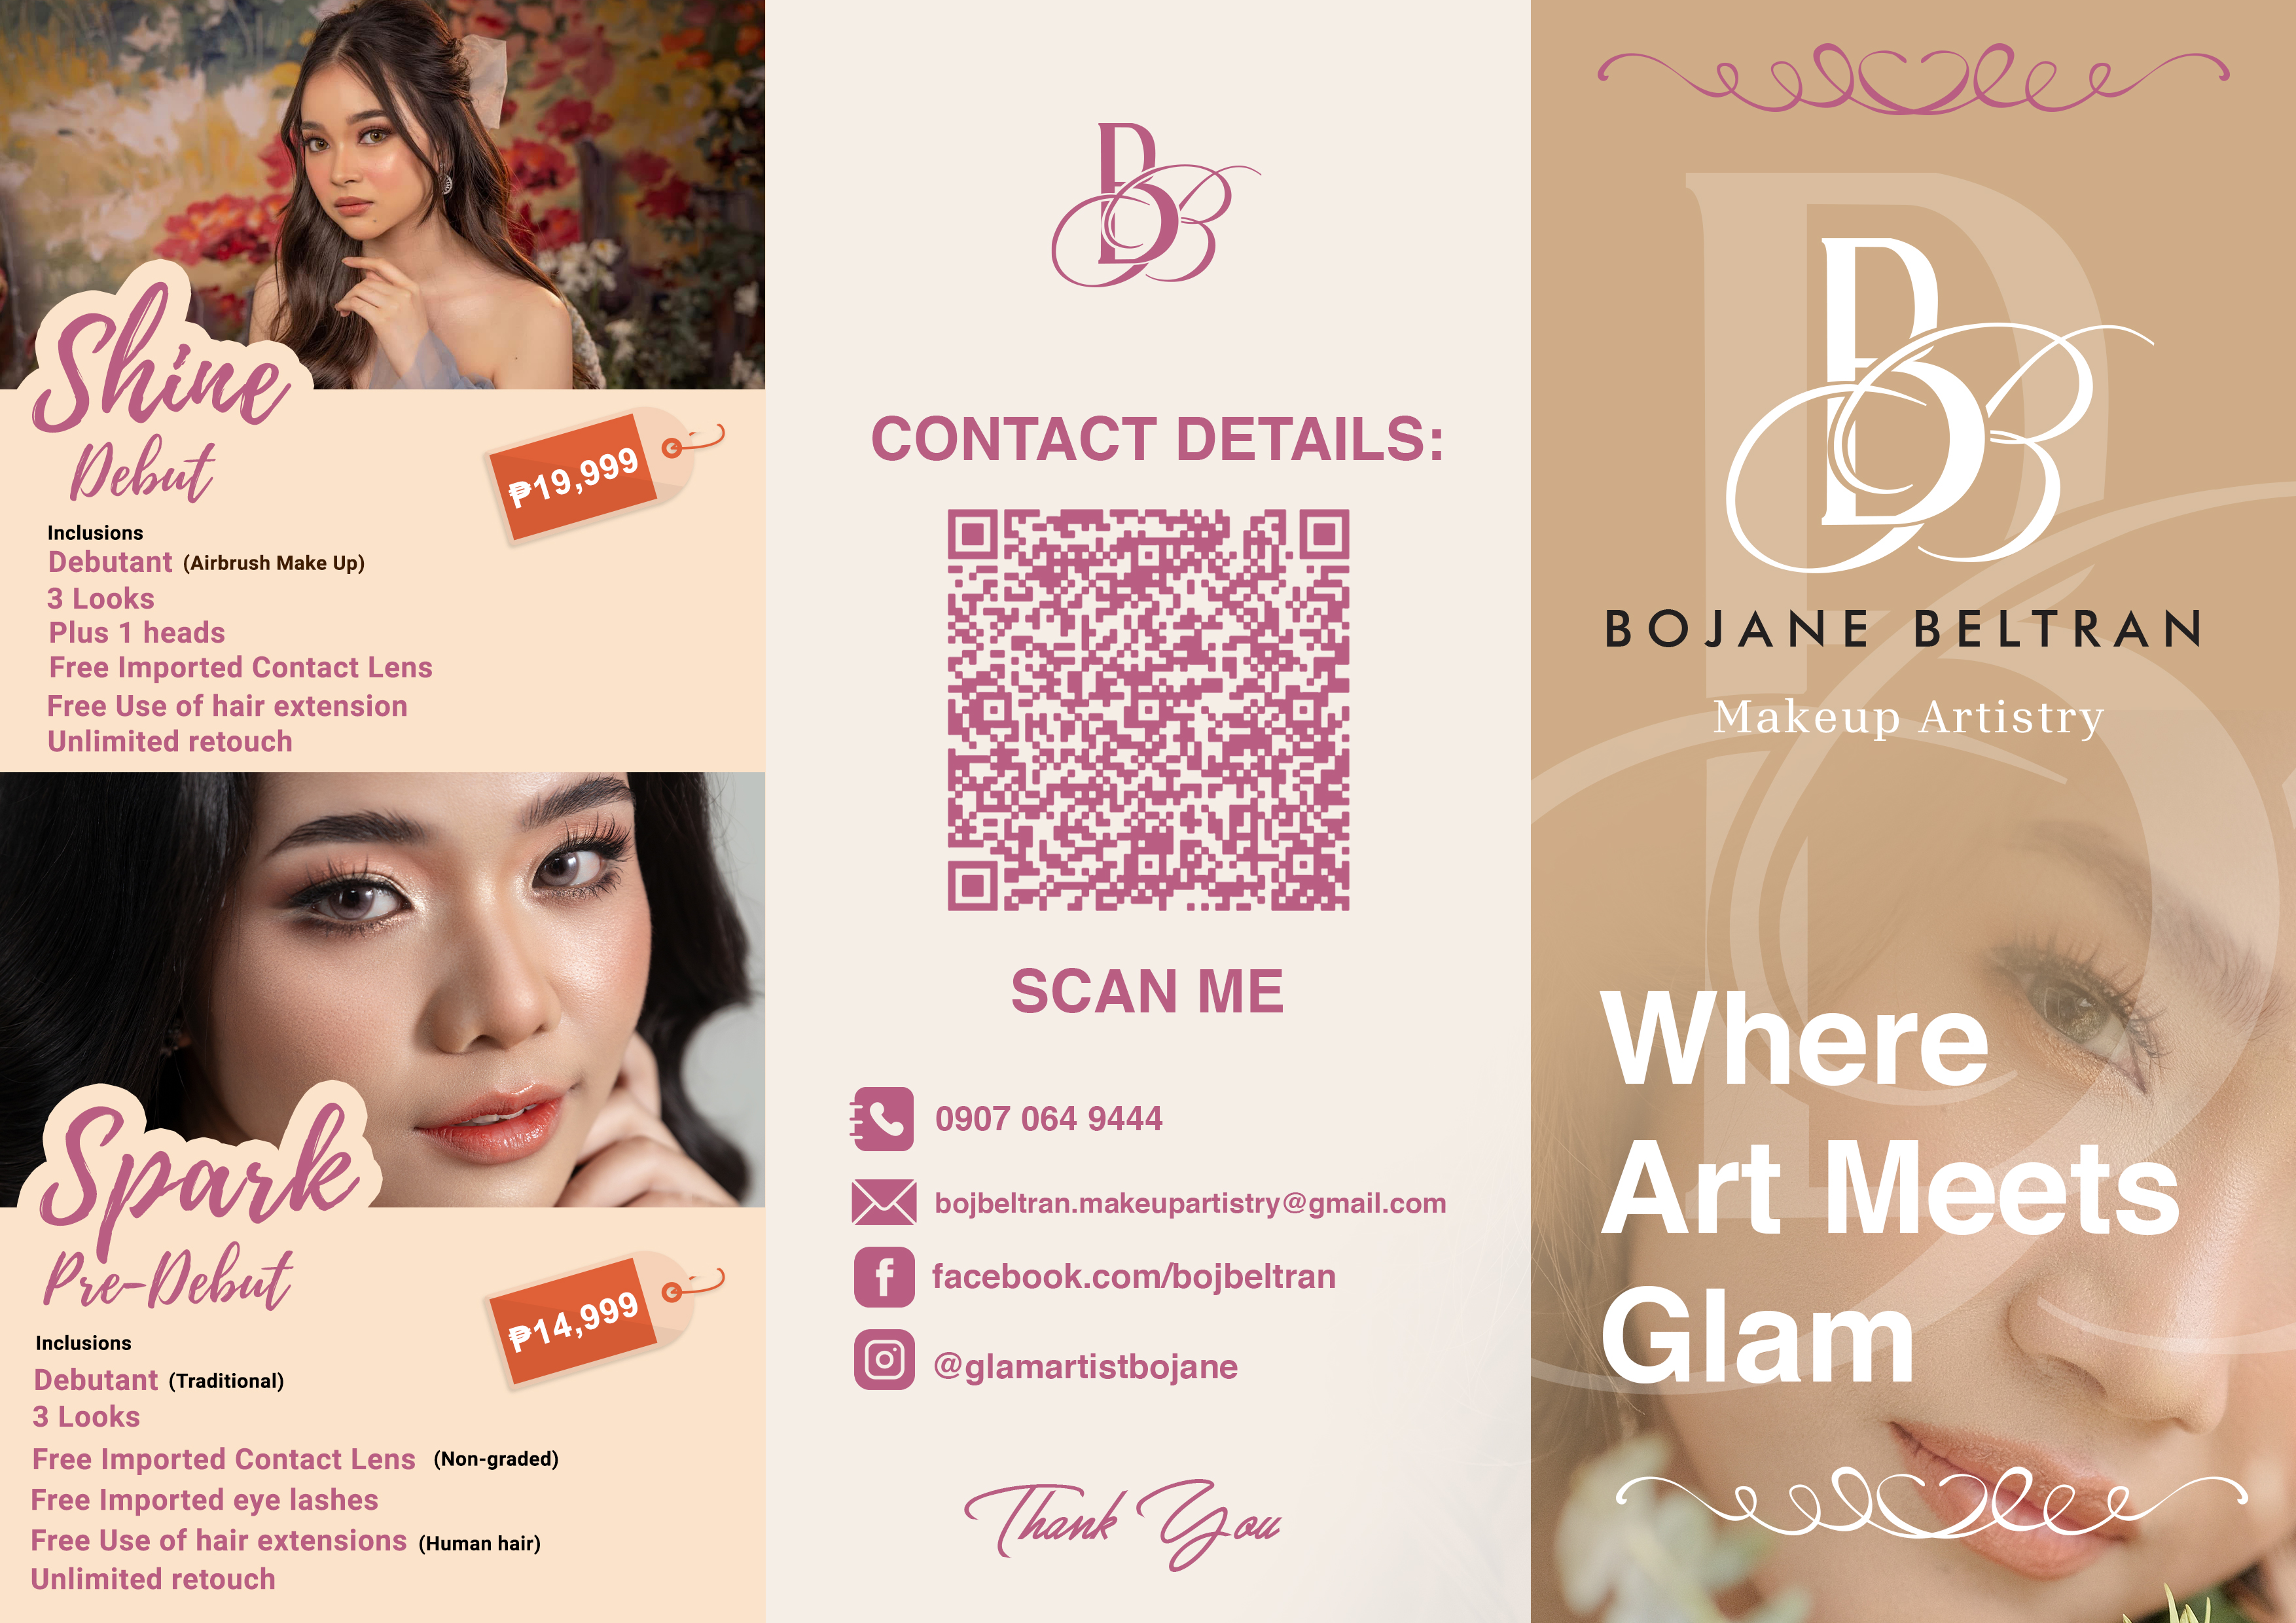 Shine
Debut
₱19,999
Inclusions
Debutant (Airbrush Make Up)
3 Looks
Plus 1 heads
Free Imported Contact Lens
Free Use of hair extension
Unlimited retouch
Spark
Pre-Debut
₱14,999
Inclusions
Debutant (Traditional)
3 Looks
Free Imported Contact Lens (Non-graded)
Free Imported eye lashes
Free Use of hair extensions (Human hair)
Unlimited retouch
BB
CONTACT DETAILS:
SCAN ME
0907 064 9444
bojbeltran.makeupartistry@gmail.com
facebook.com/bojbeltran
@glamartistbojane
Thank You
BB
BOJANE BELTRAN
Makeup Artistry
Where
Art Meets
Glam